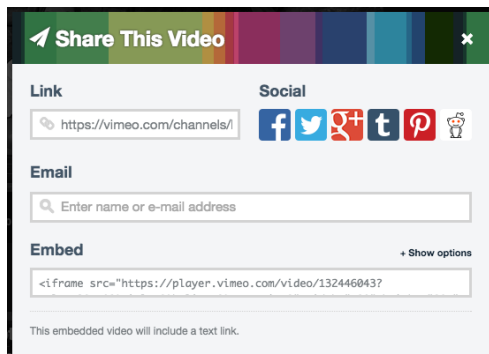 Share This Video
Link
Social
https://vimeo.com/channels/
Email
Enter name or e-mail address
Embed
+ Show options
<iframe src="https://player.vimeo.com/video/132446043?
This embedded video will include a text link.